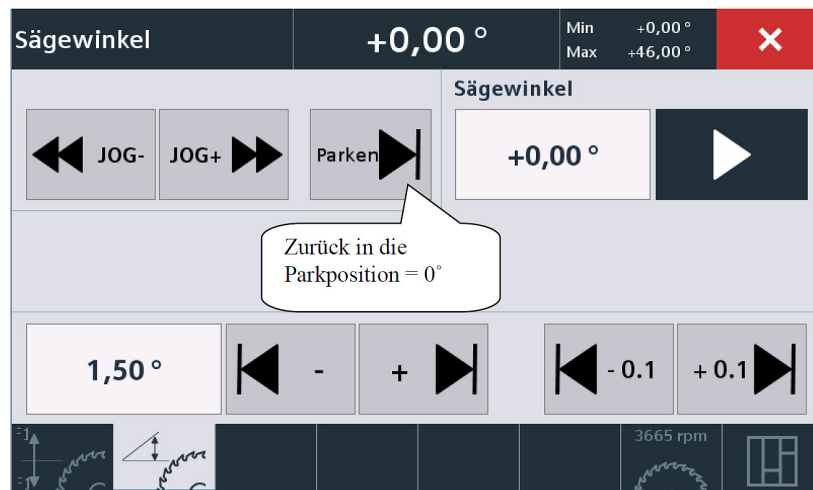 Sägewinkel
+0,00 °
Min +0,00 °
Max +46,00 °
Sägewinkel
JOG-
JOG+
Parken
+0,00 °
Zurück in die
Parkposition = 0°
1,50 °
-
+
- 0.1
+ 0.1
3665 rpm